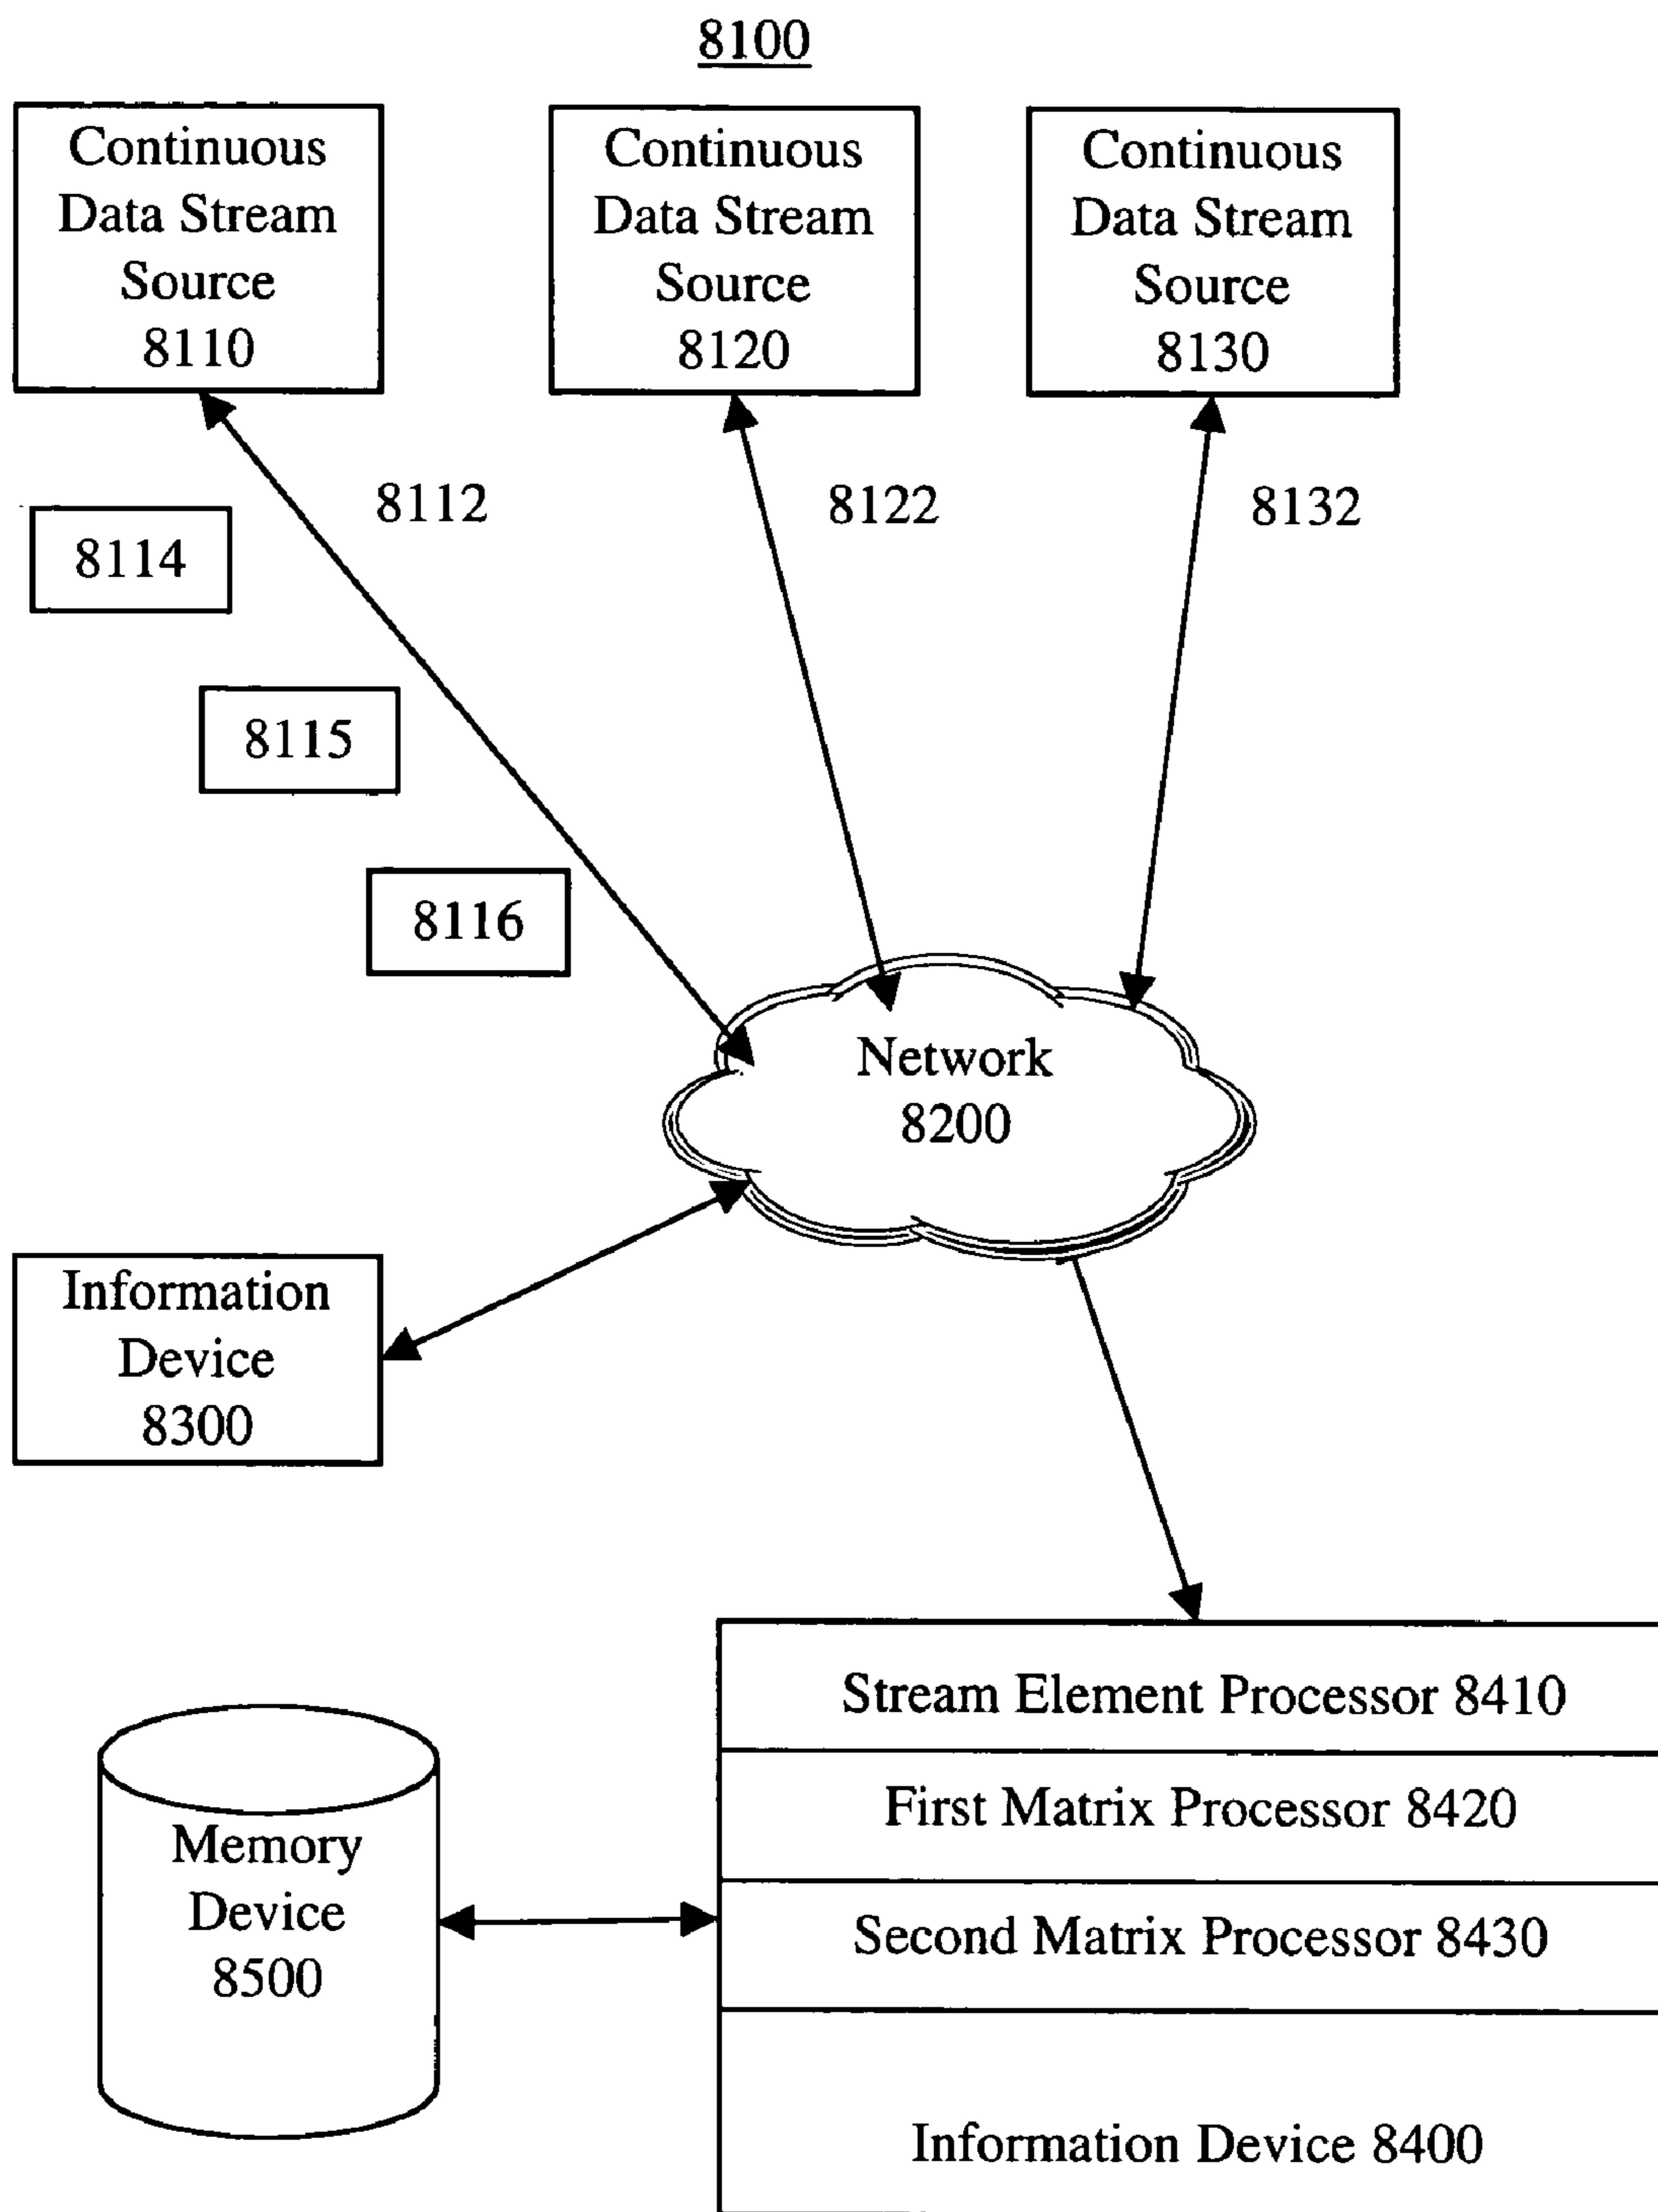 8100
Continuous
Data Stream
Source
8110
Continuous
Data Stream
Source
8120
Continuous
Data Stream
Source
8130
8112
8122
8132
8114
8115
8116
Network
8200
Information
Device
8300
Stream Element Processor 8410
First Matrix Processor 8420
Second Matrix Processor 8430
Information Device 8400
Memory
Device
8500